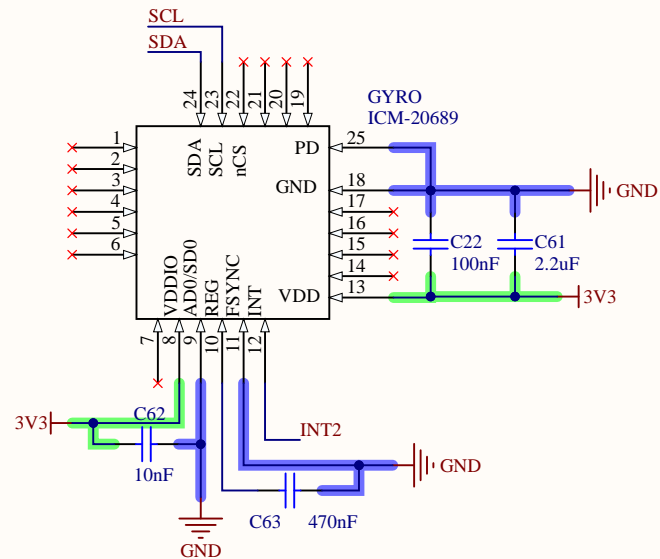 SCL
SDA
24
23
22
21
20
19
GYRO
ICM-20689
1
2
3
4
5
6
SDA
SCL
nCS
PD
25
GND
18
GND
17
16
15
14
VDD
13
C22
100nF
C61
2.2uF
3V3
VDDIO
AD0/SD0
REG
FSYNC
INT
7
8
9
10
11
12
3V3
C62
10nF
INT2
GND
C63
470nF
GND